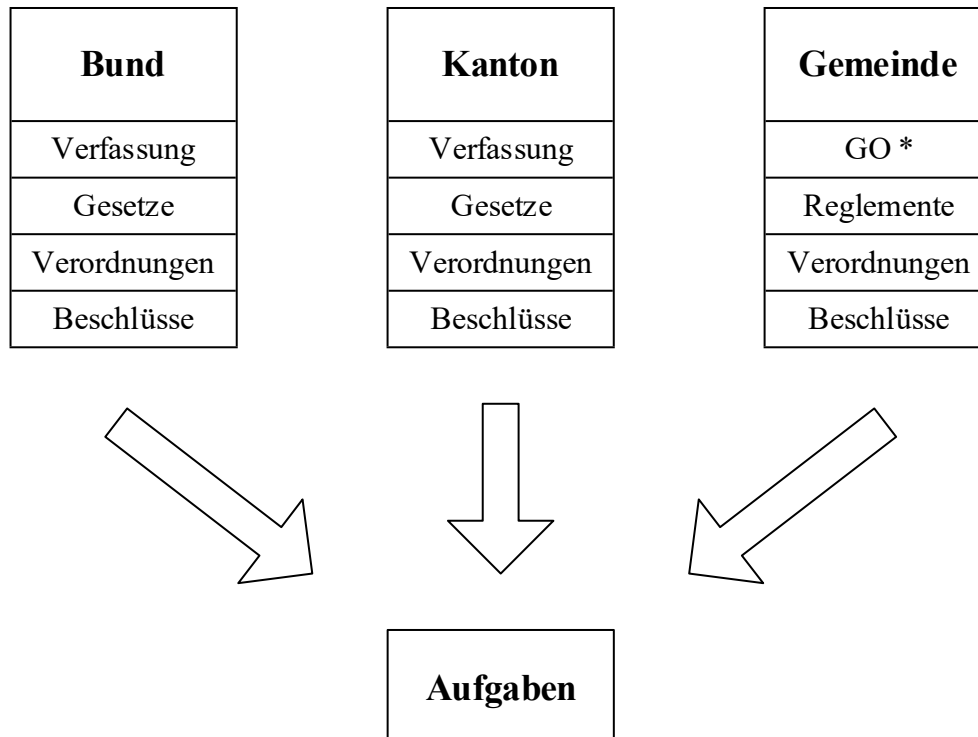 Bund
Verfassung
Gesetze
Verordnungen
Beschlüsse
Kanton
Verfassung
Gesetze
Verordnungen
Beschlüsse
Gemeinde
GO *
Reglemente
Verordnungen
Beschlüsse
Aufgaben